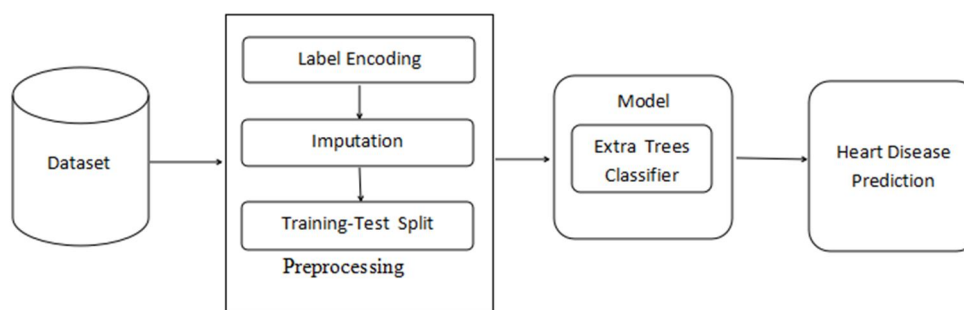 Dataset
Label Encoding
Imputation
Training-Test Split
Preprocessing
Model
Extra Trees
Classifier
Heart Disease
Prediction